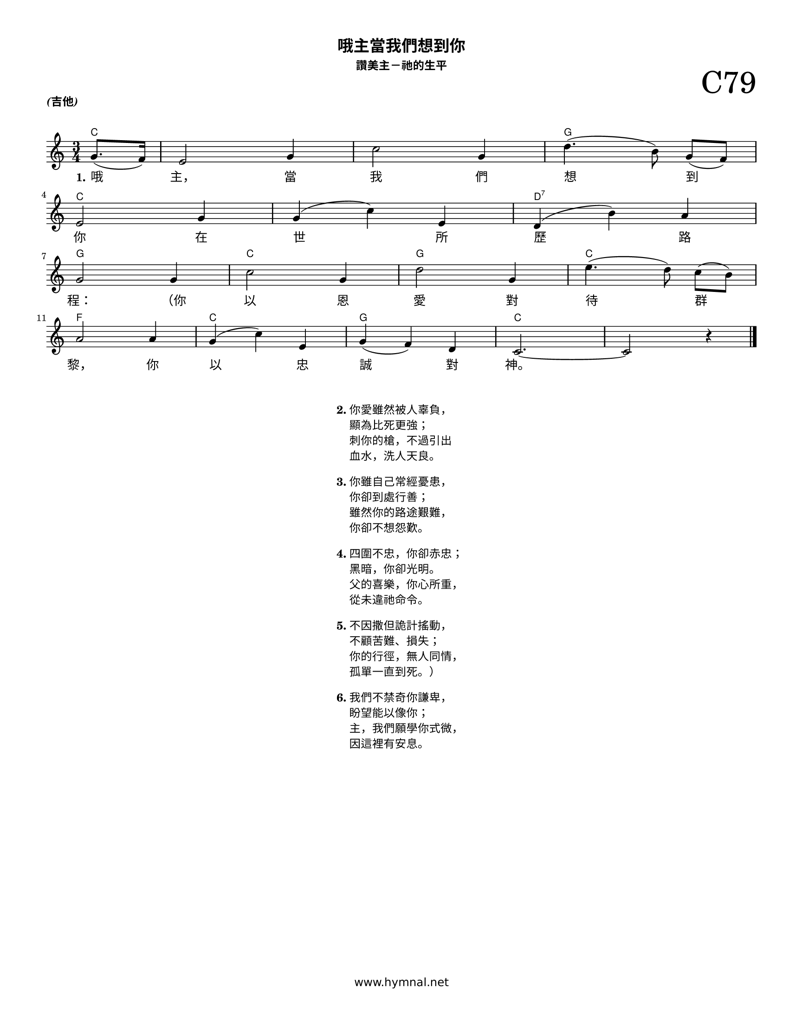 哦主當我們想到你
讚美主－祂的生平
C79
(吉他)
C G
3
4
1. 哦 主， 當 我 們 想 到
4 C D7
你 在 世 所 歷 路
7 G C G C
程： （你 以 恩 愛 對 待 群
11 F C G C
黎， 你 以 忠 誠 對 神。
2. 你愛雖然被人辜負，
顯為比死更強；
刺你的槍，不過引出
血水，洗人天良。
3. 你雖自己常經憂患，
你卻到處行善；
雖然你的路途艱難，
你卻不想怨歎。
4. 四圍不忠，你卻赤忠；
黑暗，你卻光明。
父的喜樂，你心所重，
從未違祂命令。
5. 不因撒但詭計搖動，
不顧苦難、損失；
你的行徑，無人同情，
孤單一直到死。）
6. 我們不禁奇你謙卑，
盼望能以像你；
主，我們願學你式微，
因這裡有安息。
www.hymnal.net